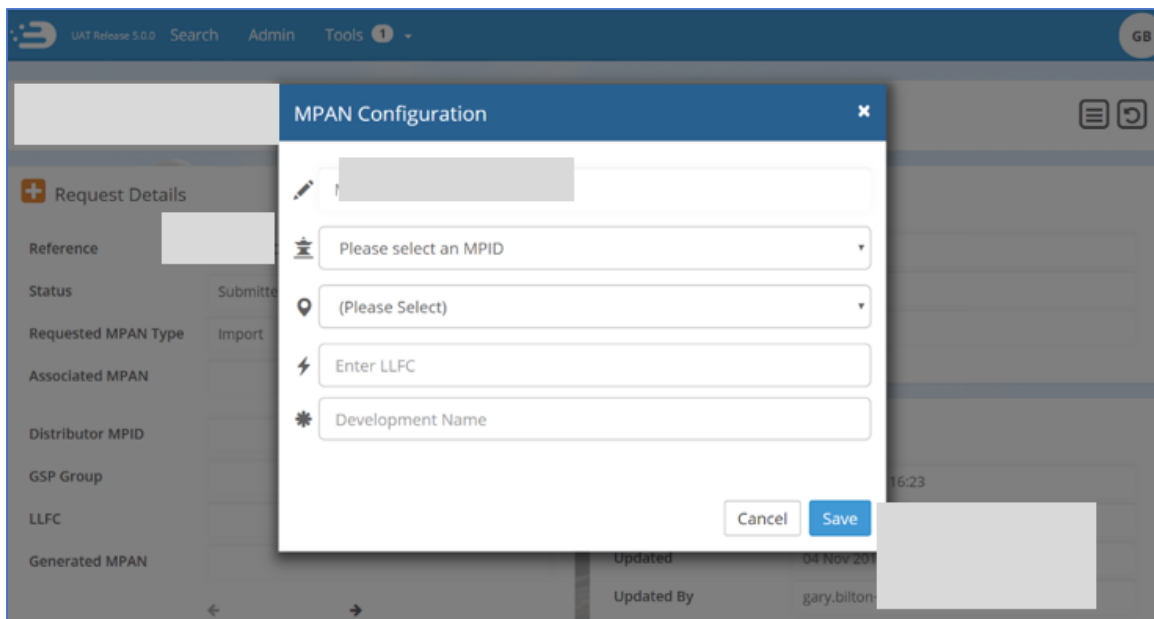 UAT Release 5.0.0 Search Admin Tools 1
GB
MPAN Configuration
Request Details
Please select an MPID
Reference
(Please Select)
Status Submitte
Requested MPAN Type Import
Enter LLFC
Associated MPAN
Development Name
Distributor MPID
GSP Group
16:23
LLFC
Cancel Save
Generated MPAN
Updated 04 Nov 201
Updated By gary.bilton